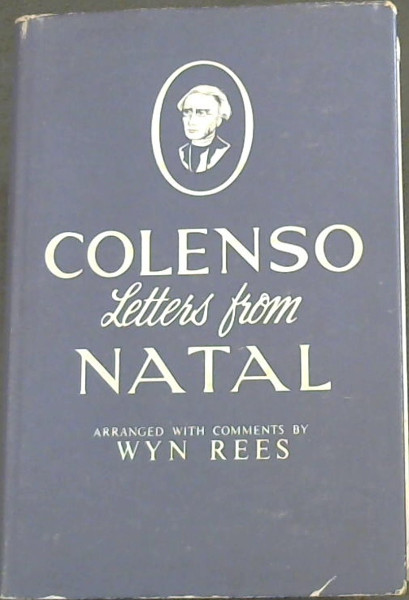 COLENSO
Letters from
NATAL
ARRANGED WITH COMMENTS BY
WYN REES